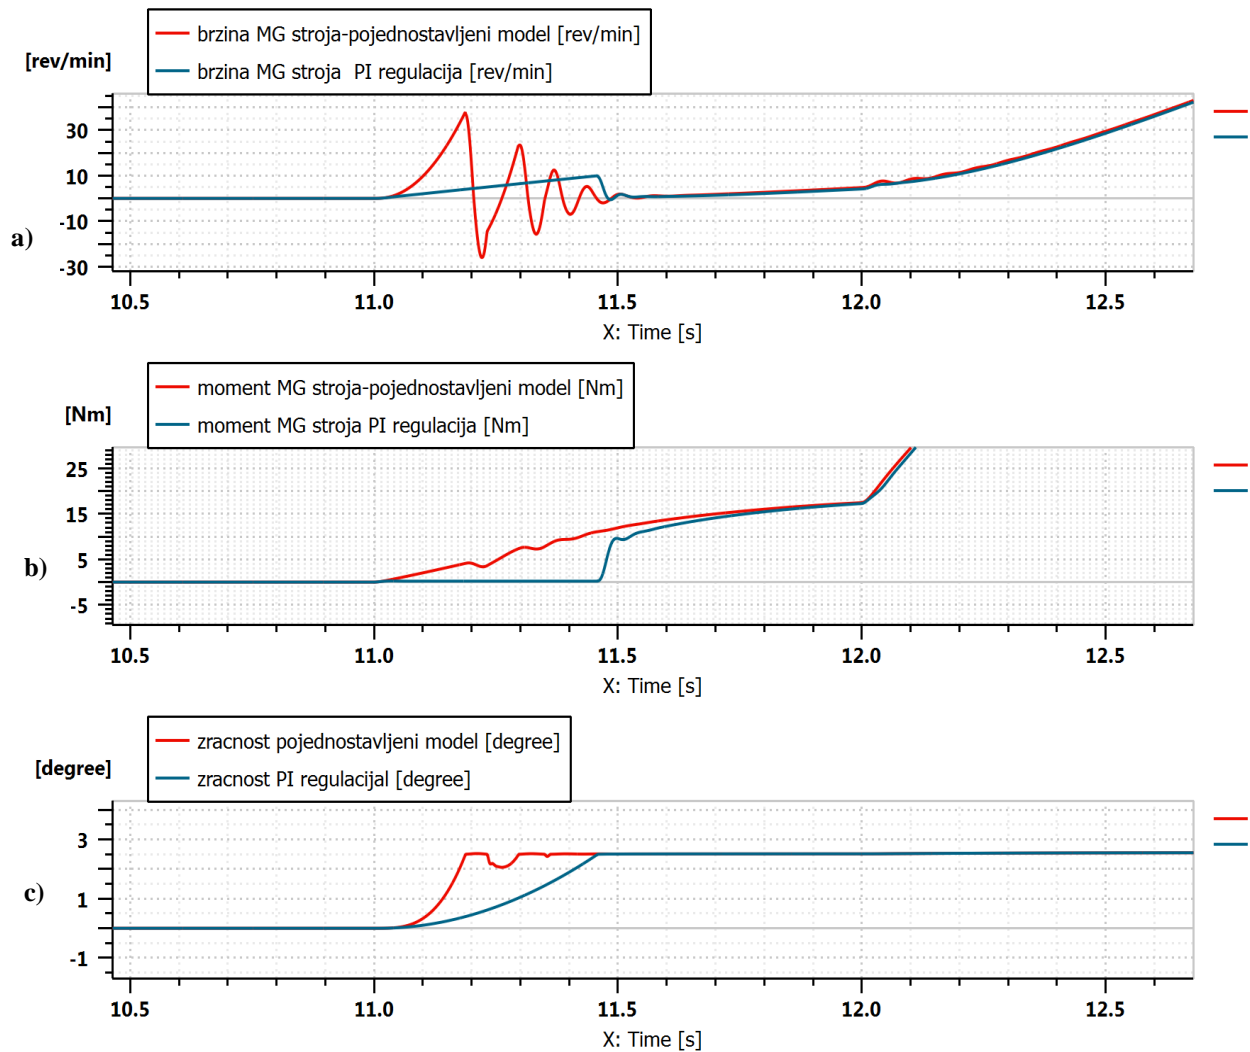 brzina MG stroja-pojednostavljeni model [rev/min]
brzina MG stroja  PI regulacija [rev/min]
[rev/min]
30
10
-10
-30
a)
10.5 11.0 11.5 12.0 12.5
X: Time [s]
moment MG stroja-pojednostavljeni model [Nm]
moment MG stroja PI regulacija [Nm]
[Nm]
25
15
5
-5
b)
10.5 11.0 11.5 12.0 12.5
X: Time [s]
zracnost pojednostavljeni model [degree]
zracnost PI regulacijal [degree]
[degree]
3
1
-1
c)
10.5 11.0 11.5 12.0 12.5
X: Time [s]